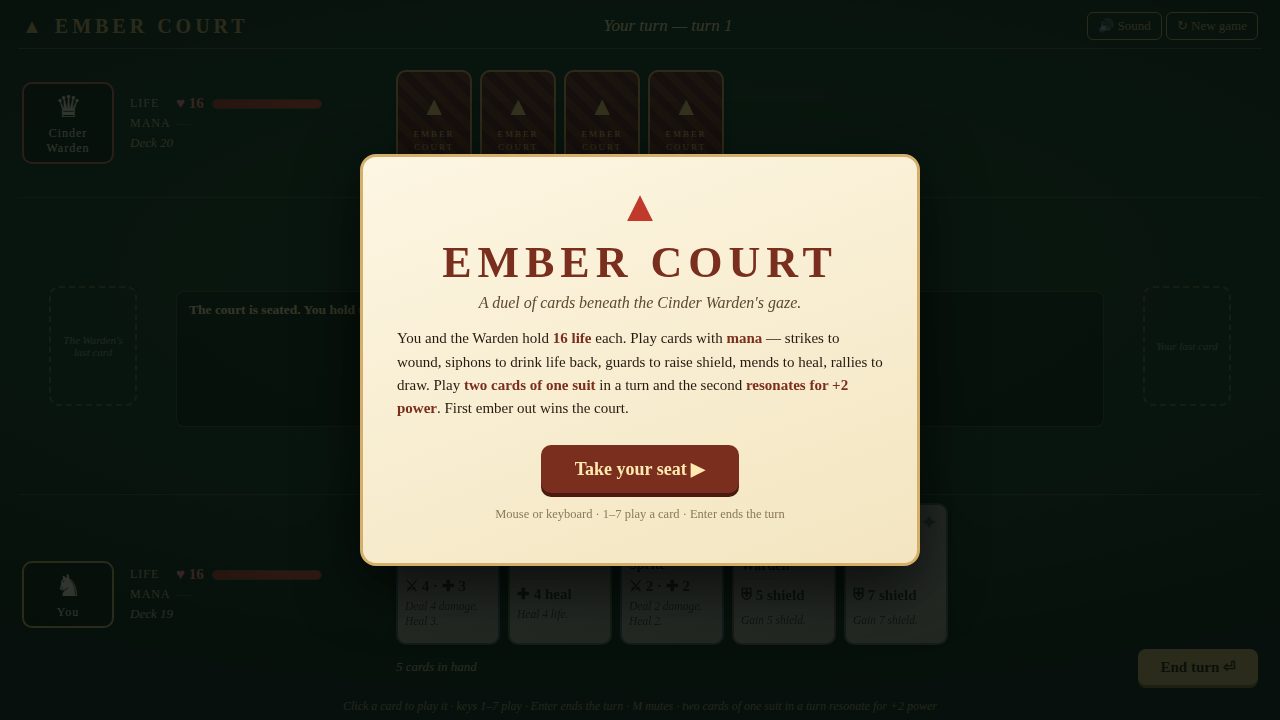 ▲ EMBER COURT
Your turn — turn 1
🔊 Sound
↻ New game
♛
Cinder
Warden
LIFE ♥ 16
MANA —
Deck 20
▲ ▲ ▲ ▲
EMBER EMBER EMBER EMBER
COURT COURT COURT COURT
▲
EMBER COURT
A duel of cards beneath the Cinder Warden's gaze.
You and the Warden hold 16 life each. Play cards with mana — strikes to
wound, siphons to drink life back, guards to raise shield, mends to heal, rallies to
draw. Play two cards of one suit in a turn and the second resonates for +2
power. First ember out wins the court.
Take your seat ▶
Mouse or keyboard · 1–7 play a card · Enter ends the turn
The Warden's
last card
The court is seated. You hold
Your last card
♞
You
LIFE ♥ 16
MANA —
Deck 19
⚔ 4 · ✚ 3
Deal 4 damage.
Heal 3.
✚ 4 heal
Heal 4 life.
Sprite
⚔ 2 · ✚ 2
Deal 2 damage.
Heal 2.
Warden
⛨ 5 shield
Gain 5 shield.
✦
⛨ 7 shield
Gain 7 shield.
5 cards in hand
End turn ⏎
Click a card to play it · keys 1–7 play · Enter ends the turn · M mutes · two cards of one suit in a turn resonate for +2 power